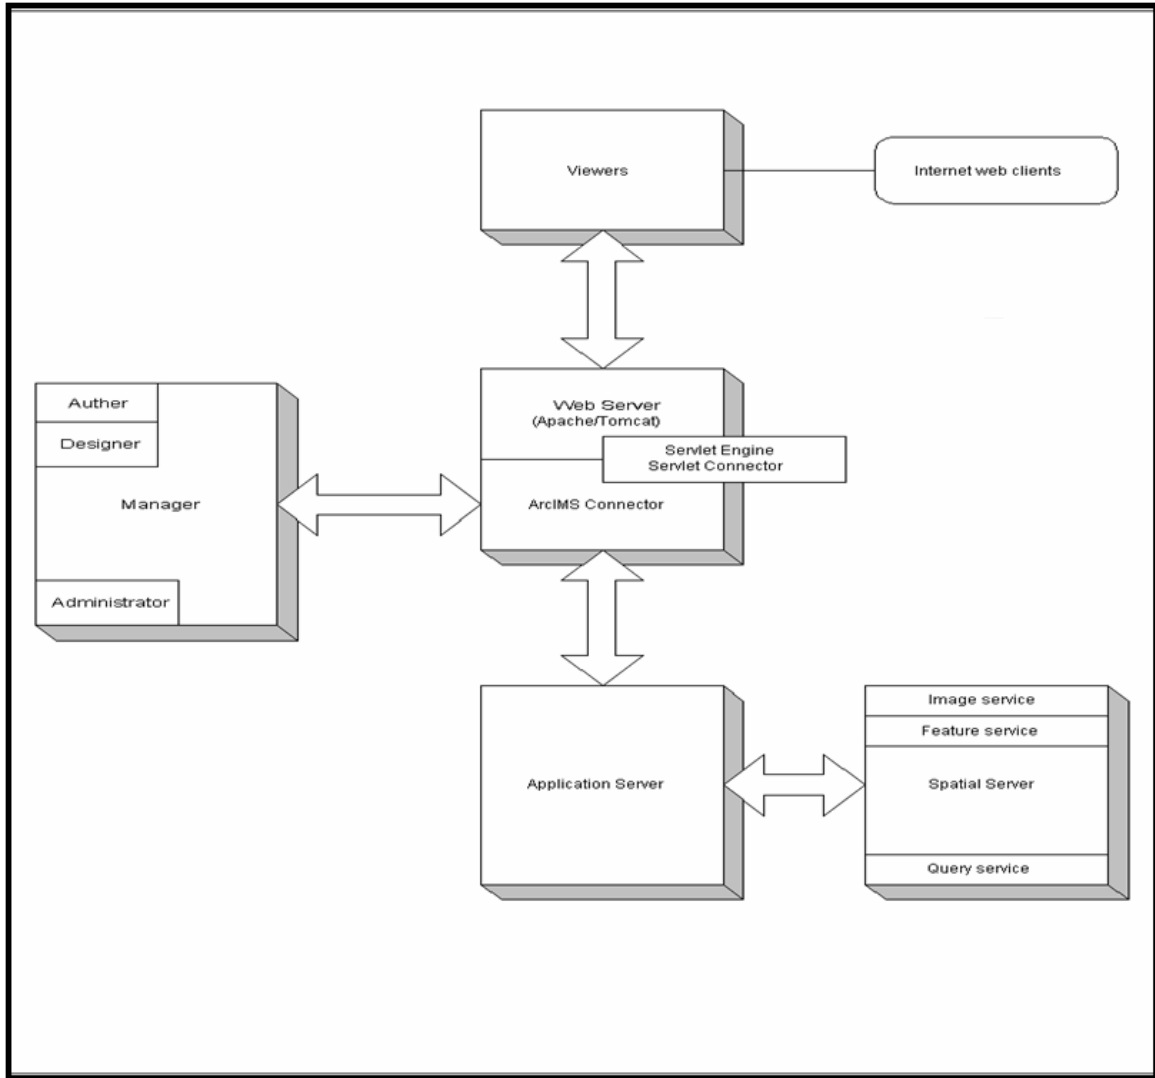 Viewers
Internet web clients
Auther
Designer
Manager
Administrator
Web Server
(Apache/Tomcat)
Servlet Engine
Servlet Connector
ArcIMS Connector
Application Server
Image service
Feature service
Spatial Server
Query service